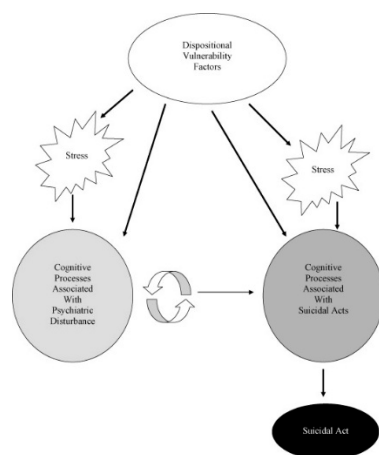 Dispositional
Vulnerability
Factors
Stress
Stress
Cognitive
Processes
Associated
With
Psychiatric
Disturbance
Cognitive
Processes
Associated
With
Suicidal Acts
Suicidal Act